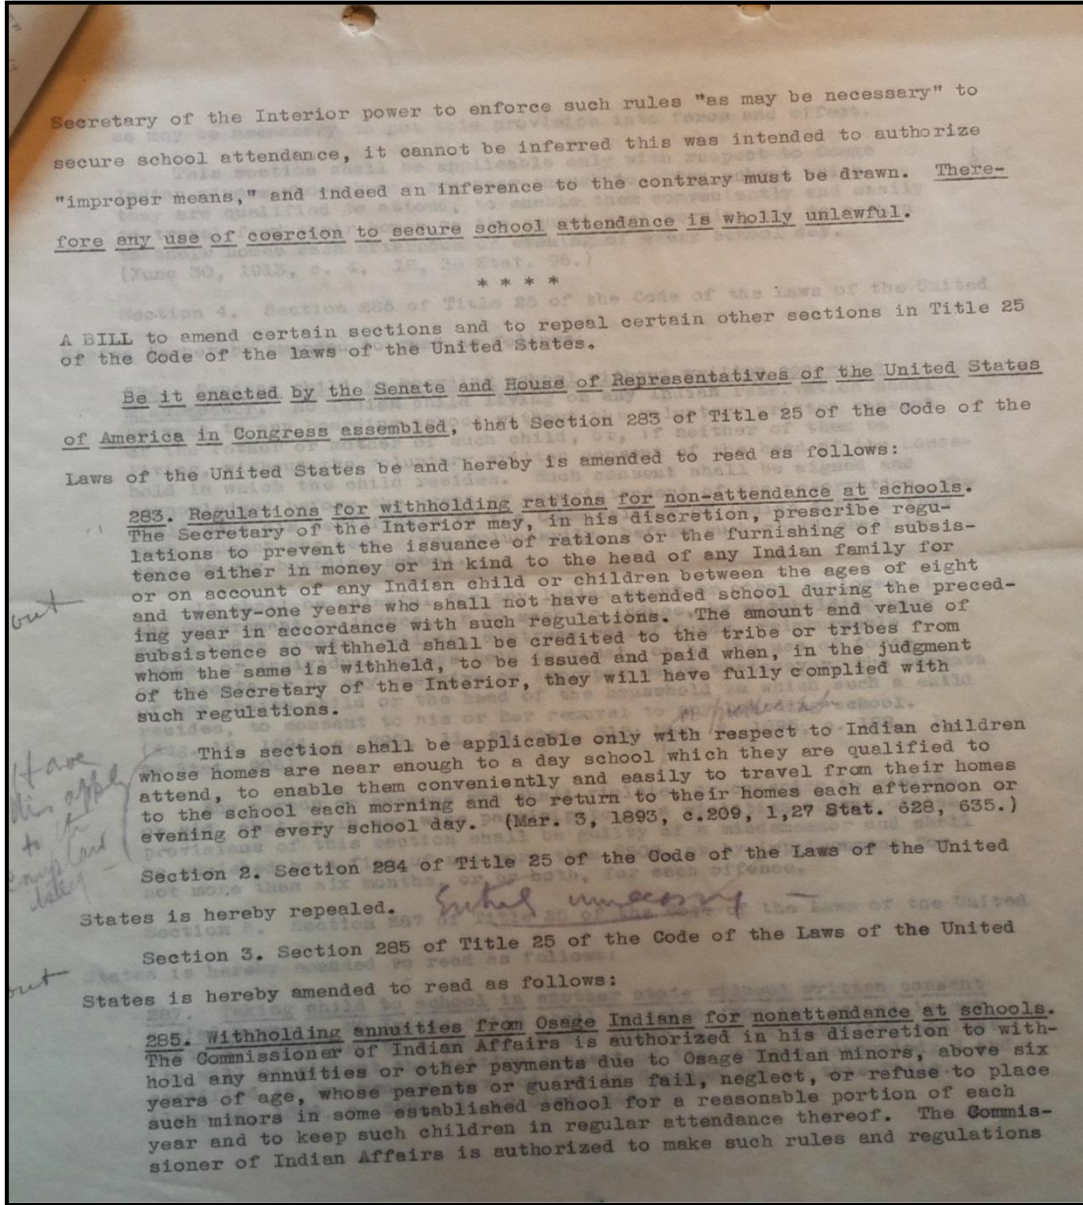 Secretary of the Interior power to enforce such rules "as may be necessary" to
secure school attendance, it cannot be inferred this was intended to authorize
"improper means," and indeed an inference to the contrary must be drawn. There-
fore any use of coercion to secure school attendance is wholly unlawful.
* * * *
A BILL to amend certain sections and to repeal certain other sections in Title 25
of the Code of the laws of the United States.
Be it enacted by the Senate and House of Representatives of the United States
of America in Congress assembled, that Section 283 of Title 25 of the Code of the
Laws of the United States be and hereby is amended to read as follows:
283. Regulations for withholding rations for non-attendance at schools.
The Secretary of the Interior may, in his discretion, prescribe regu-
lations to prevent the issuance of rations or the furnishing of subsis-
tence either in money or in kind to the head of any Indian family for
or on account of any Indian child or children between the ages of eight
out
and twenty-one years who shall not have attended school during the preced-
ing year in accordance with such regulations. The amount and value of
subsistence so withheld shall be credited to the tribe or tribes from
whom the same is withheld, to be issued and paid when, in the judgment
of the Secretary of the Interior, they will have fully complied with
such regulations.
This section shall be applicable only with respect to Indian children
whose homes are near enough to a day school which they are qualified to
attend, to enable them conveniently and easily to travel from their homes
to the school each morning and to return to their homes each afternoon or
evening of every school day. (Mar. 3, 1893, c.209, 1,27 Stat. 628, 635.)
Have
to
Section 2. Section 284 of Title 25 of the Code of the Laws of the United
States is hereby repealed.
Section 3. Section 285 of Title 25 of the Code of the Laws of the United
out
States is hereby amended to read as follows:
285. Withholding annuities from Osage Indians for nonattendance at schools.
The Commissioner of Indian Affairs is authorized in his discretion to with-
hold any annuities or other payments due to Osage Indian minors, above six
years of age, whose parents or guardians fail, neglect, or refuse to place
such minors in some established school for a reasonable portion of each
year and to keep such children in regular attendance thereof. The Commis-
sioner of Indian Affairs is authorized to make such rules and regulations